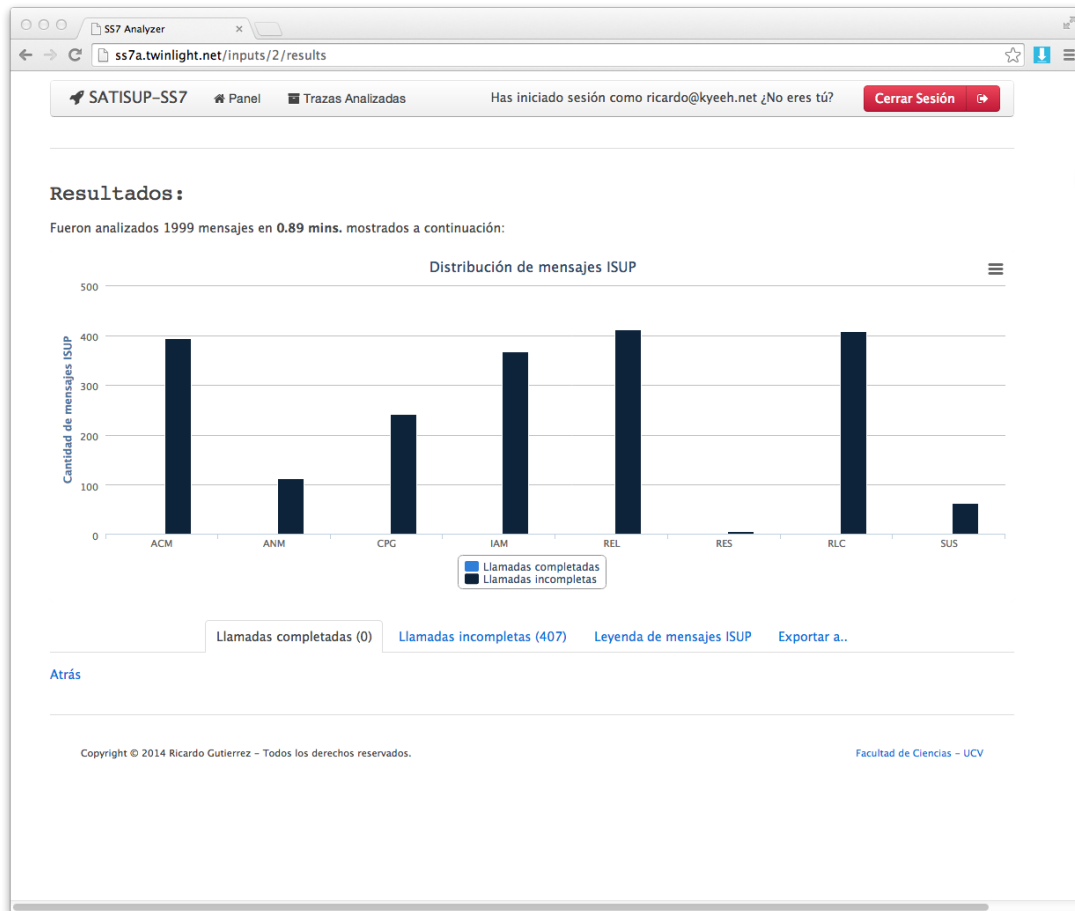 SS7 Analyzer
ss7a.twinlight.net/inputs/2/results
SATISUP-SS7 Panel Trazas Analizadas Has iniciado sesión como ricardo@kyeeh.net ¿No eres tú? Cerrar Sesión
Resultados:
Fueron analizados 1999 mensajes en 0.89 mins. mostrados a continuación:
Distribución de mensajes ISUP
Cantidad de mensajes ISUP
500
400
300
200
100
0
ACM ANM CPG IAM REL RES RLC SUS
Llamadas completadas
Llamadas incompletas
Llamadas completadas (0) Llamadas incompletas (407) Leyenda de mensajes ISUP Exportar a..
Atrás
Copyright © 2014 Ricardo Gutierrez - Todos los derechos reservados. Facultad de Ciencias - UCV